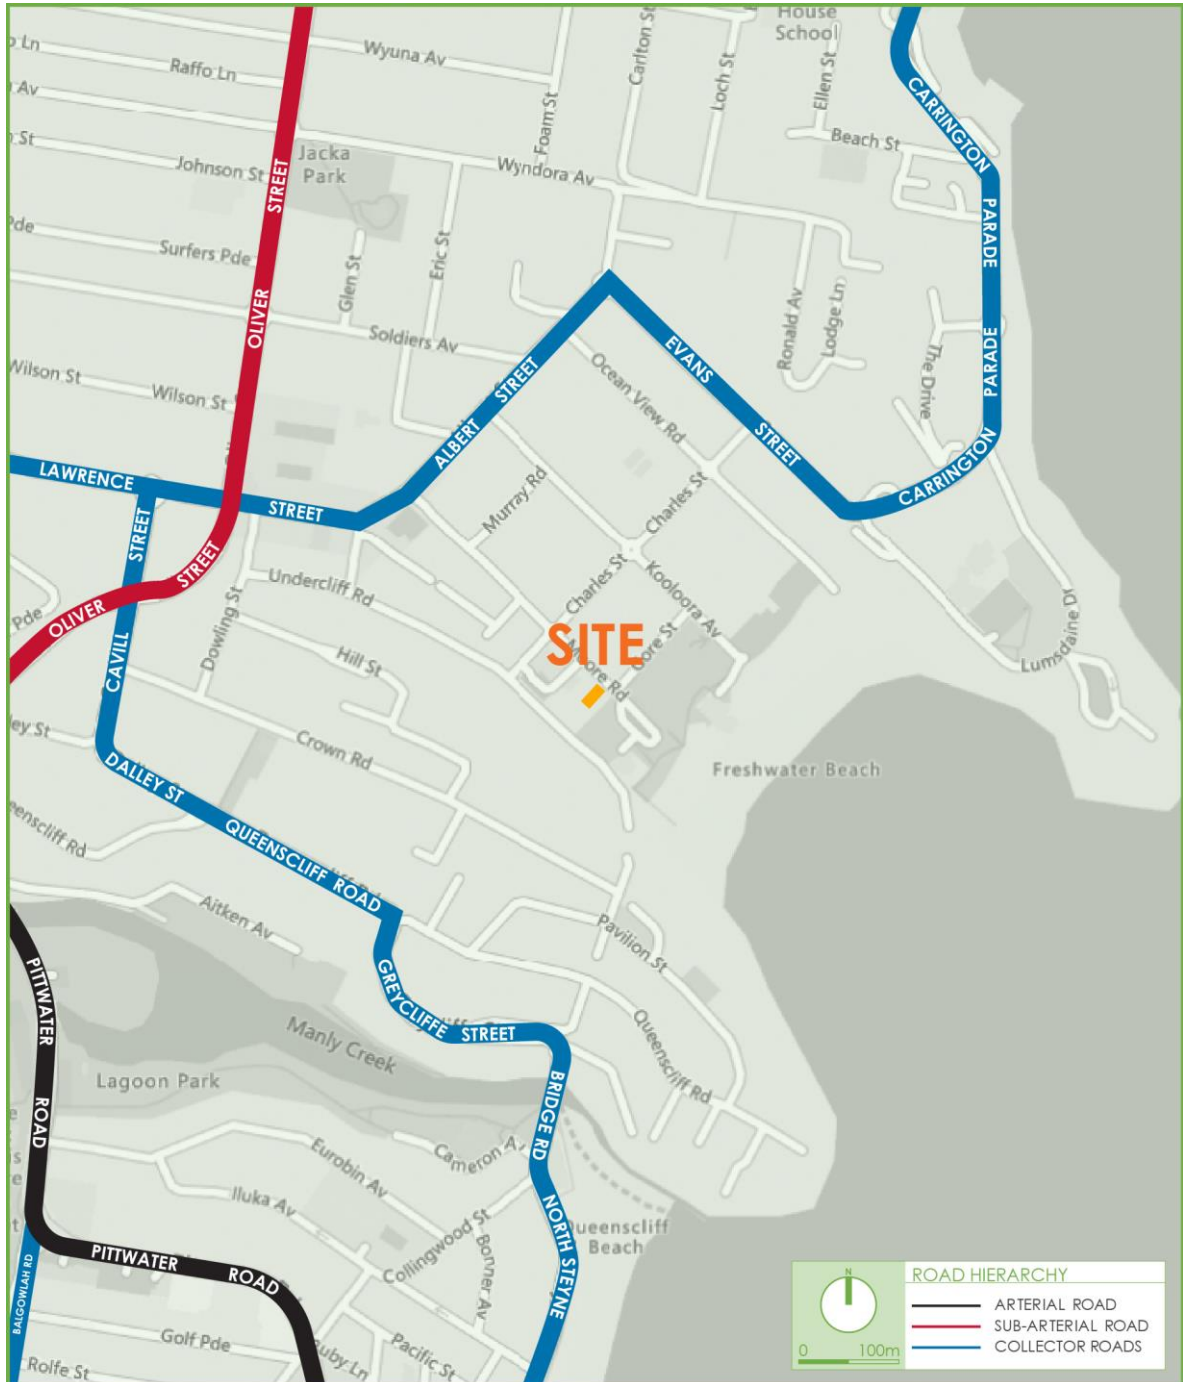 House
School
Carlton St
Wyuna Av
Raffo Ln
Loch St
Ellen St
Foam St
Beach St
CARRINGTON
Jacka
Park
Johnson St
Wyndora Av
STREET
PARADE
Surfers Pde
Eric St
Glen St
OLIVER
Soldiers Av
Ronald Av
Lodge Ln
EVANS
PARADE
The Drive
STREET
Wilson St
Wilson St
Ocean View Rd
ALBERT
STREET
CARRINGTON
LAWRENCE
STREET
Murray Rd
Charles St
STREET
STREET
Undercliff Rd
Charles St
Kooloora Av
OLIVER
Pde
Dowling St
SITE
Gore St
Moore Rd
Hill St
Lumsdaine Dr
CAVILL
Crown Rd
Freshwater Beach
DALLEY ST
QUEENSCLIFF ROAD
Aitken Av
Pavilion St
PITTWATER
ROAD
GREYCLIFFE
STREET
Manly Creek
Queenscliff Rd
Lagoon Park
BRIDGE RD
Cameron Av
Eurobin Av
Iluka Av
NORTH STEYNE
Collingwood St
Bonner Av
Queenscliff
Beach
PITTWATER
ROAD
BALGOWLAH RD
Golf Pde
Pacific St
Rolfe St
N
0 100m
ROAD HIERARCHY
ARTERIAL ROAD
SUB-ARTERIAL ROAD
COLLECTOR ROADS